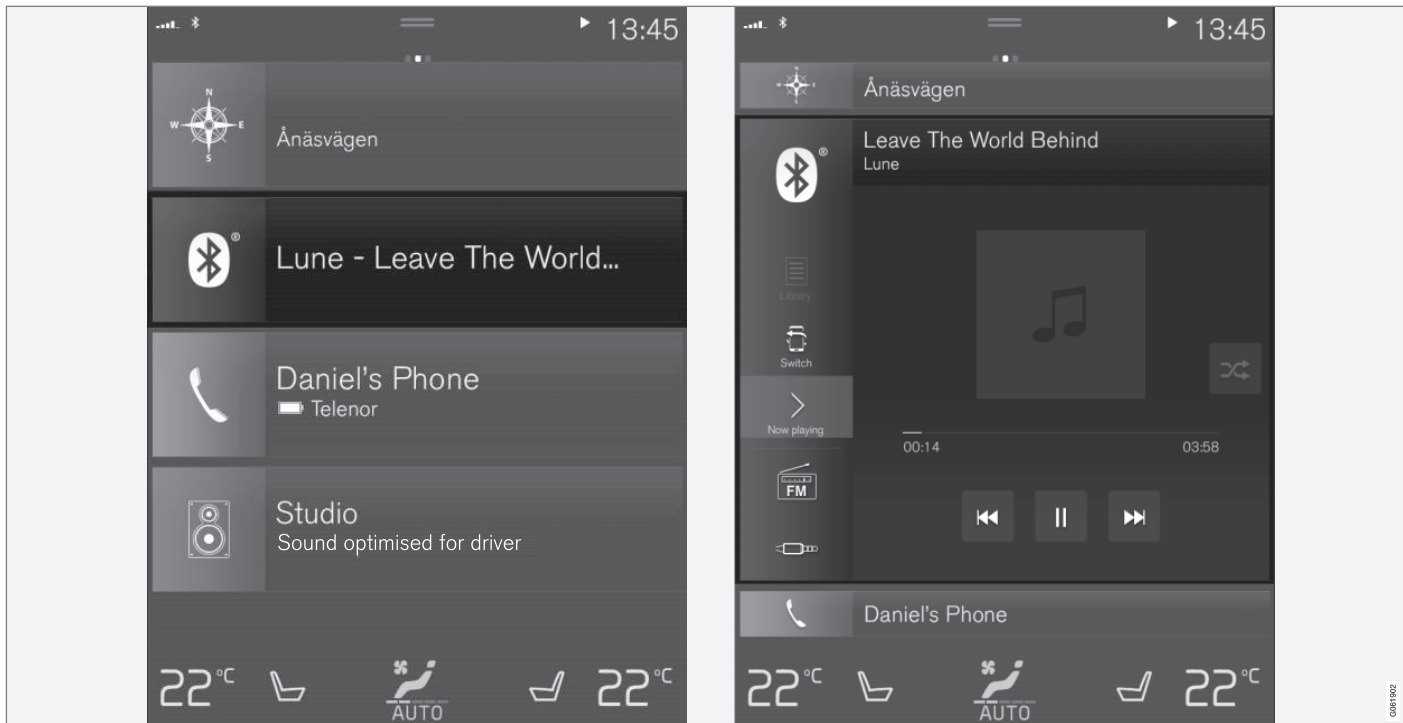 13:45
N
W E
S
Ånäsvägen
®
Lune - Leave The World...
Daniel's Phone
Telenor
Studio
Sound optimised for driver
22°C
AUTO
22°C
13:45
Ånäsvägen
®
Leave The World Behind
Lune
Library
Switch
Now playing
00:14
03:58
FM
Daniel's Phone
22°C
AUTO
22°C
G061902